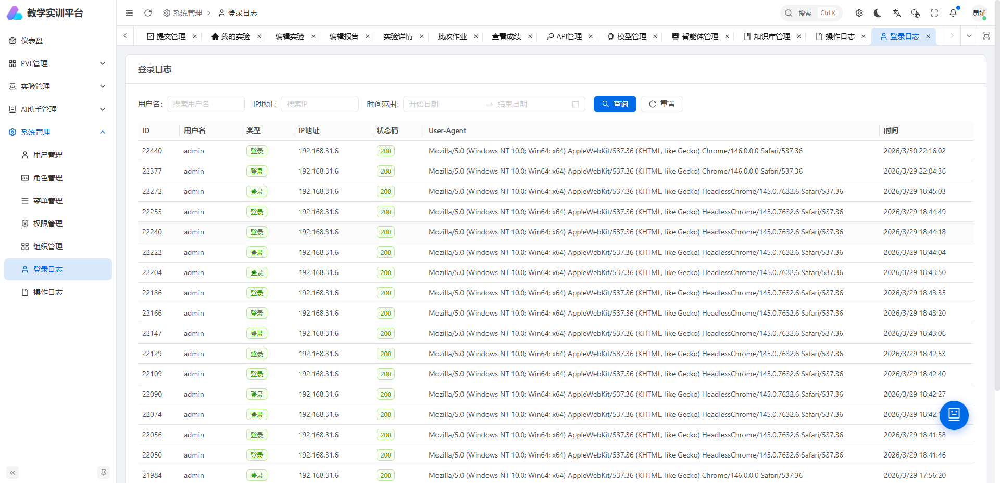 教学实训平台
仪表盘
PVE管理
实验管理
AI助手管理
系统管理
用户管理
角色管理
菜单管理
权限管理
组织管理
登录日志
操作日志
系统管理 > 登录日志
搜索 Ctrl K
勇斌
提交管理 我的实验 编辑实验 编辑报告 实验详情 批改作业 查看成绩 API管理 模型管理 智能体管理 知识库管理 操作日志 登录日志
登录日志
用户名: 搜索用户名 IP地址: 搜索IP 时间范围: 开始日期 结束日期 查询 重置
ID 用户名 类型 IP地址 状态码 User-Agent 时间
22440 admin 登录 192.168.31.6 200 Mozilla/5.0 (Windows NT 10.0; Win64; x64) AppleWebKit/537.36 (KHTML, like Gecko) Chrome/146.0.0.0 Safari/537.36 2026/3/30 22:16:02
22377 admin 登录 192.168.31.6 200 Mozilla/5.0 (Windows NT 10.0; Win64; x64) AppleWebKit/537.36 (KHTML, like Gecko) Chrome/146.0.0.0 Safari/537.36 2026/3/29 22:04:36
22272 admin 登录 192.168.31.6 200 Mozilla/5.0 (Windows NT 10.0; Win64; x64) AppleWebKit/537.36 (KHTML, like Gecko) HeadlessChrome/145.0.7632.6 Safari/537.36 2026/3/29 18:45:03
22255 admin 登录 192.168.31.6 200 Mozilla/5.0 (Windows NT 10.0; Win64; x64) AppleWebKit/537.36 (KHTML, like Gecko) HeadlessChrome/145.0.7632.6 Safari/537.36 2026/3/29 18:44:49
22240 admin 登录 192.168.31.6 200 Mozilla/5.0 (Windows NT 10.0; Win64; x64) AppleWebKit/537.36 (KHTML, like Gecko) HeadlessChrome/145.0.7632.6 Safari/537.36 2026/3/29 18:44:18
22222 admin 登录 192.168.31.6 200 Mozilla/5.0 (Windows NT 10.0; Win64; x64) AppleWebKit/537.36 (KHTML, like Gecko) HeadlessChrome/145.0.7632.6 Safari/537.36 2026/3/29 18:44:04
22204 admin 登录 192.168.31.6 200 Mozilla/5.0 (Windows NT 10.0; Win64; x64) AppleWebKit/537.36 (KHTML, like Gecko) HeadlessChrome/145.0.7632.6 Safari/537.36 2026/3/29 18:43:50
22186 admin 登录 192.168.31.6 200 Mozilla/5.0 (Windows NT 10.0; Win64; x64) AppleWebKit/537.36 (KHTML, like Gecko) HeadlessChrome/145.0.7632.6 Safari/537.36 2026/3/29 18:43:35
22166 admin 登录 192.168.31.6 200 Mozilla/5.0 (Windows NT 10.0; Win64; x64) AppleWebKit/537.36 (KHTML, like Gecko) HeadlessChrome/145.0.7632.6 Safari/537.36 2026/3/29 18:43:20
22147 admin 登录 192.168.31.6 200 Mozilla/5.0 (Windows NT 10.0; Win64; x64) AppleWebKit/537.36 (KHTML, like Gecko) HeadlessChrome/145.0.7632.6 Safari/537.36 2026/3/29 18:43:06
22129 admin 登录 192.168.31.6 200 Mozilla/5.0 (Windows NT 10.0; Win64; x64) AppleWebKit/537.36 (KHTML, like Gecko) HeadlessChrome/145.0.7632.6 Safari/537.36 2026/3/29 18:42:53
22109 admin 登录 192.168.31.6 200 Mozilla/5.0 (Windows NT 10.0; Win64; x64) AppleWebKit/537.36 (KHTML, like Gecko) HeadlessChrome/145.0.7632.6 Safari/537.36 2026/3/29 18:42:40
22090 admin 登录 192.168.31.6 200 Mozilla/5.0 (Windows NT 10.0; Win64; x64) AppleWebKit/537.36 (KHTML, like Gecko) HeadlessChrome/145.0.7632.6 Safari/537.36 2026/3/29 18:42:27
22074 admin 登录 192.168.31.6 200 Mozilla/5.0 (Windows NT 10.0; Win64; x64) AppleWebKit/537.36 (KHTML, like Gecko) HeadlessChrome/145.0.7632.6 Safari/537.36 2026/3/29 18:42:
22056 admin 登录 192.168.31.6 200 Mozilla/5.0 (Windows NT 10.0; Win64; x64) AppleWebKit/537.36 (KHTML, like Gecko) HeadlessChrome/145.0.7632.6 Safari/537.36 2026/3/29 18:41:58
22050 admin 登录 192.168.31.6 200 Mozilla/5.0 (Windows NT 10.0; Win64; x64) AppleWebKit/537.36 (KHTML, like Gecko) HeadlessChrome/145.0.7632.6 Safari/537.36 2026/3/29 18:41:46
21984 admin 登录 192.168.31.6 200 Mozilla/5.0 (Windows NT 10.0; Win64; x64) AppleWebKit/537.36 (KHTML, like Gecko) Chrome/146.0.0.0 Safari/537.36 2026/3/29 17:56:20